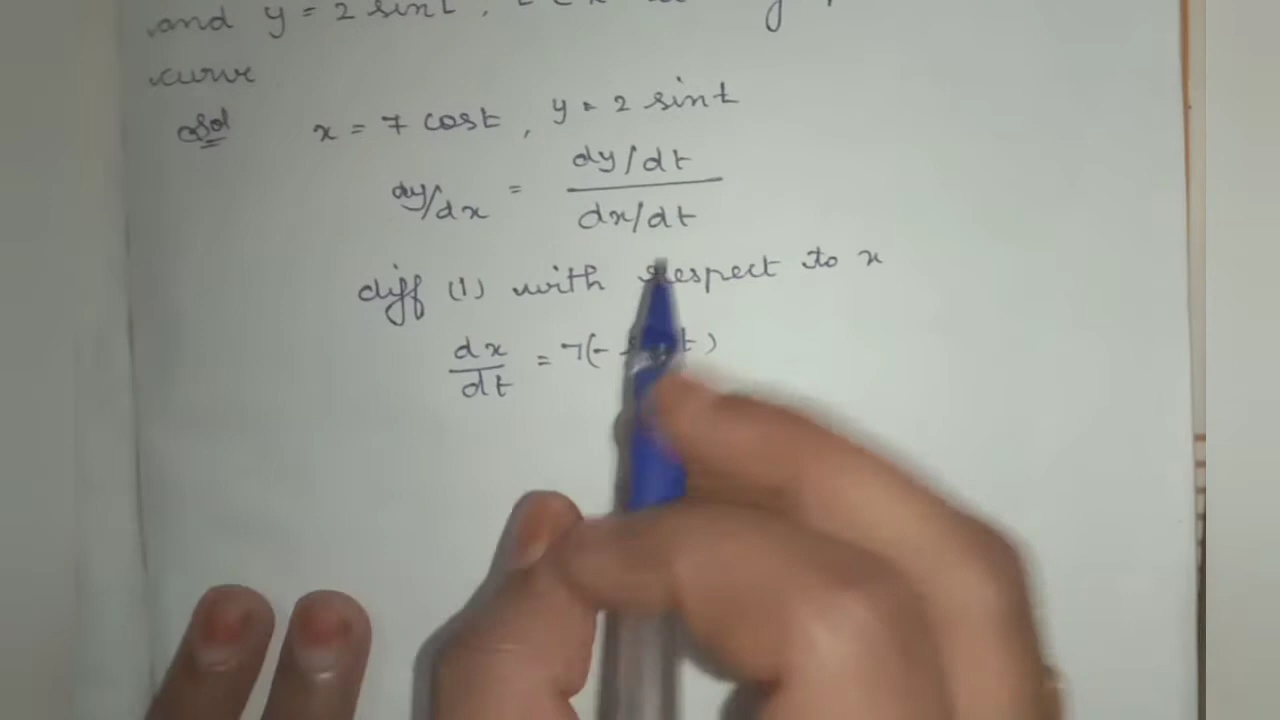 and y = 2 sint,
curve
Sol x = 7 cost, y = 2 sint
dy/dx = dy/dt / dx/dt
diff (1) with respect to x
dx/dt = 7(- t)